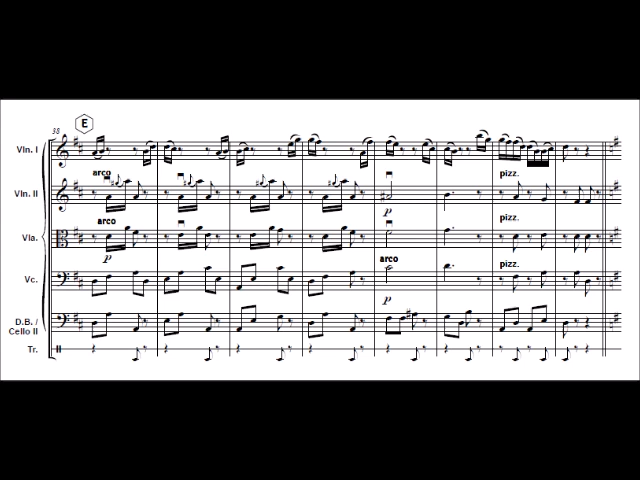 E
38
Vln. I
arco
Vln. II
pizz.
arco
p
pizz.
Vla.
p
p
arco
pizz.
Vc.
p
D.B. /
Cello II
Tr.